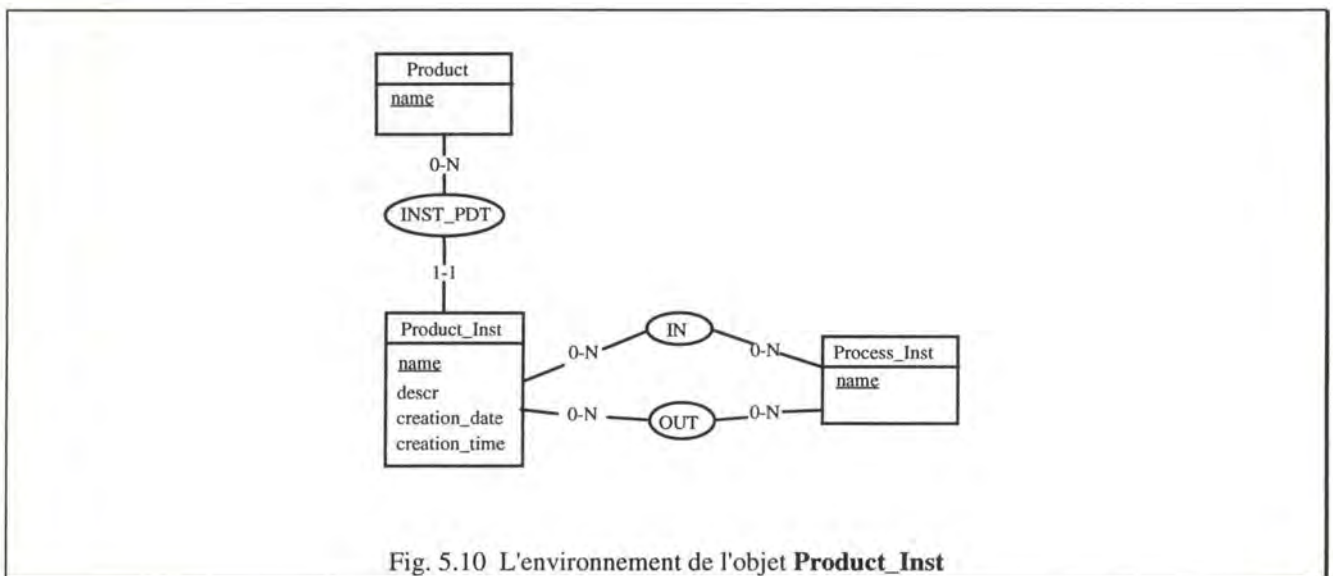 Product
name
0-N
INST_PDT
1-1
Product_Inst
name
descr
creation_date
creation_time
0-N
IN
0-N
0-N
OUT
0-N
Process_Inst
name
Fig. 5.10 L'environnement de l'objet Product_Inst